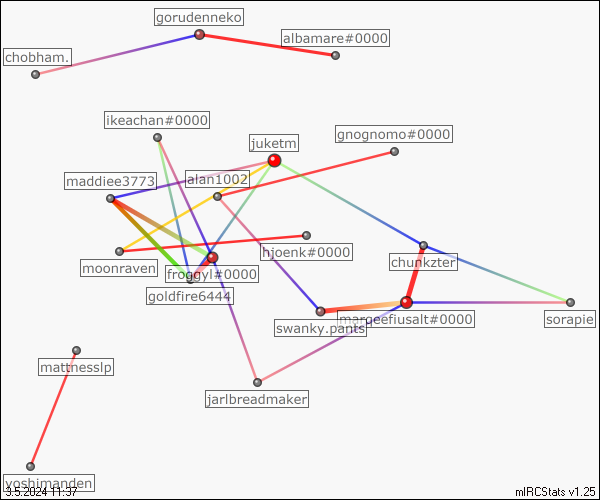 gorudenneko
albamare#0000
chobham.
ikeachan#0000
gnognomo#0000
juketm
maddiee3773
alan1002
hjoenk#0000
chunkzter
moonraven
froggyl#0000
goldfire6444
margeefiusalt#0000
swanky.pants
sorapie
mattnesslp
jarlbreadmaker
yoshimanden
3.5.2024 11:37
mIRCStats v1.25